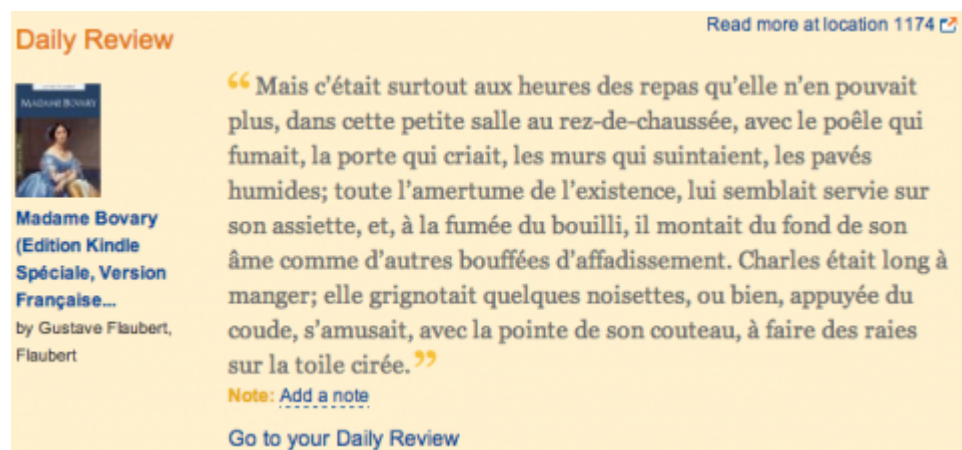 Daily Review
Read more at location 1174
MADAME BOVARY
Madame Bovary
(Edition Kindle
Spéciale, Version
Française...
by Gustave Flaubert,
Flaubert
“ Mais c’était surtout aux heures des repas qu’elle n’en pouvait
plus, dans cette petite salle au rez-de-chaussée, avec le poêle qui
fumait, la porte qui criait, les murs qui suintaient, les pavés
humides; toute l’amertume de l’existence, lui semblait servie sur
son assiette, et, à la fumée du bouilli, il montait du fond de son
âme comme d’autres bouffées d’affadissement. Charles était long à
manger; elle grignotait quelques noisettes, ou bien, appuyée du
coude, s’amusait, avec la pointe de son couteau, à faire des raies
sur la toile cirée. ”
Note: Add a note
Go to your Daily Review